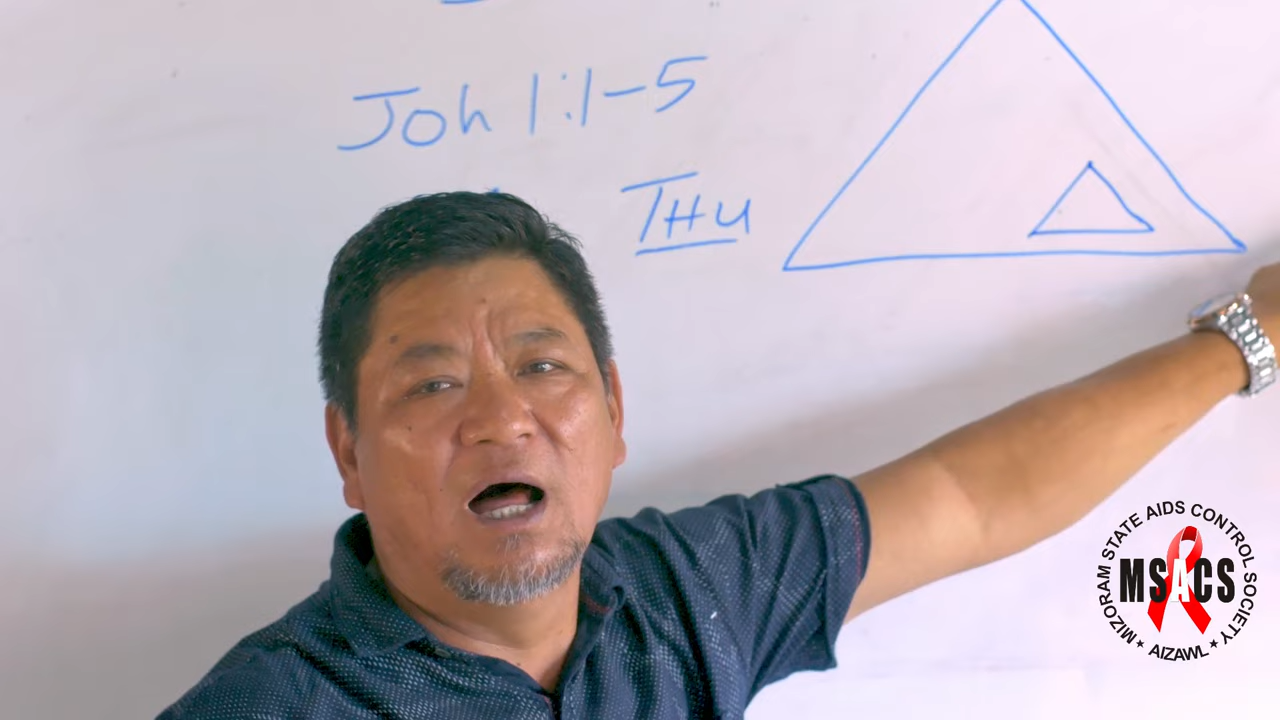 Joh 1:1-5
THU
MIZORAM STATE AIDS CONTROL SOCIETY
MSACS
★ AIZAWL ★